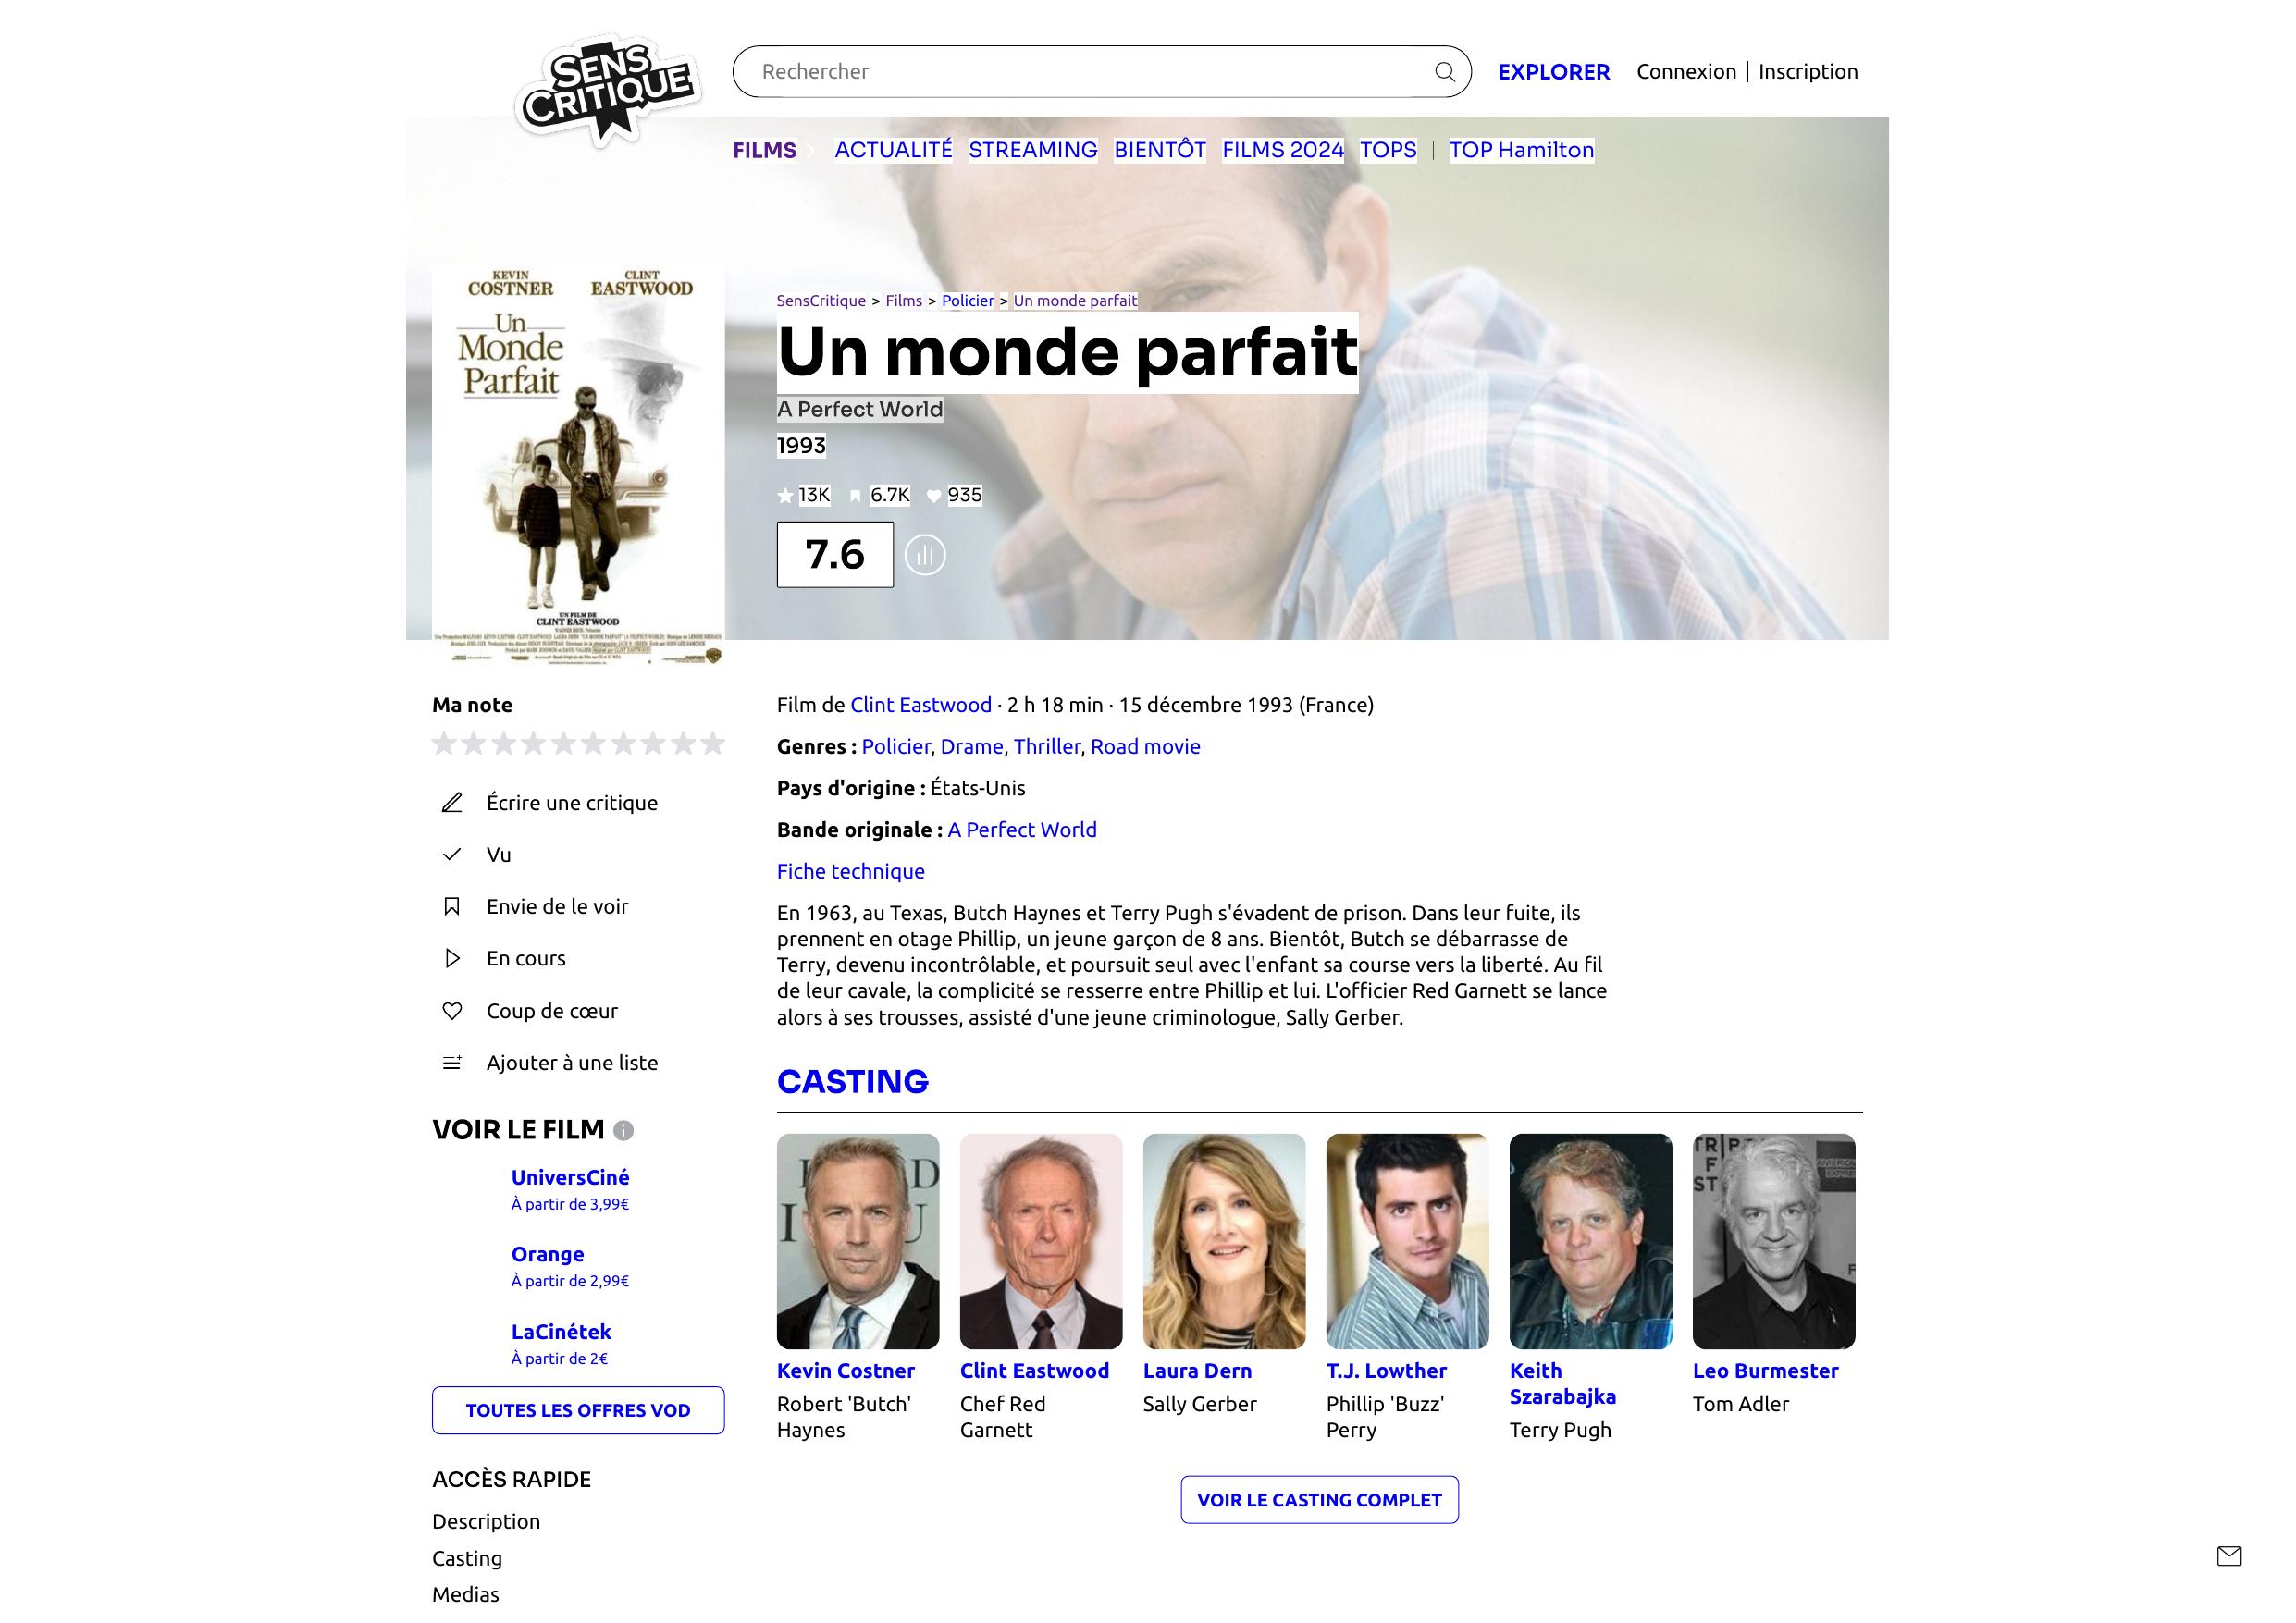 SENS
CRITIQUE
Rechercher
EXPLORER
Connexion | Inscription
FILMS
ACTUALITÉ STREAMING BIENTÔT FILMS 2024 TOPS | TOP Hamilton
KEVIN
COSTNER
CLINT
EASTWOOD
Un
Monde
Parfait
UN FILM DE
CLINT EASTWOOD
SensCritique > Films > Policier > Un monde parfait
Un monde parfait
A Perfect World
1993
13K 6.7K 935
7.6
Ma note
Écrire une critique
Vu
Envie de le voir
En cours
Coup de cœur
Ajouter à une liste
VOIR LE FILM
UniversCiné
À partir de 3,99€
Orange
À partir de 2,99€
LaCinétek
À partir de 2€
TOUTES LES OFFRES VOD
ACCÈS RAPIDE
Description
Casting
Medias
Film de Clint Eastwood · 2 h 18 min · 15 décembre 1993 (France)
Genres : Policier, Drame, Thriller, Road movie
Pays d'origine : États-Unis
Bande originale : A Perfect World
Fiche technique
En 1963, au Texas, Butch Haynes et Terry Pugh s'évadent de prison. Dans leur fuite, ils
prennent en otage Phillip, un jeune garçon de 8 ans. Bientôt, Butch se débarrasse de
Terry, devenu incontrôlable, et poursuit seul avec l'enfant sa course vers la liberté. Au fil
de leur cavale, la complicité se resserre entre Phillip et lui. L'officier Red Garnett se lance
alors à ses trousses, assisté d'une jeune criminologue, Sally Gerber.
CASTING
Kevin Costner
Robert 'Butch'
Haynes
Clint Eastwood
Chef Red
Garnett
Laura Dern
Sally Gerber
T.J. Lowther
Phillip 'Buzz'
Perry
Keith
Szarabajka
Terry Pugh
Leo Burmester
Tom Adler
VOIR LE CASTING COMPLET